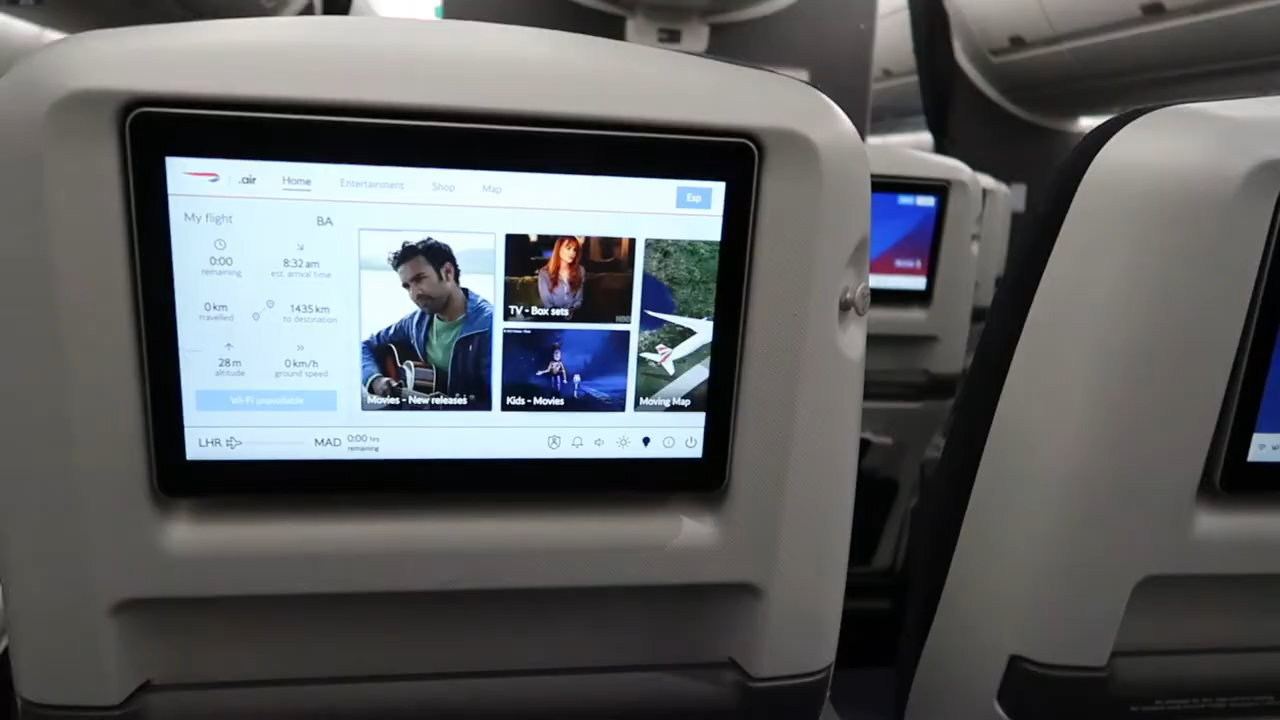 .air Home Entertainment Shop Map Esp
My flight BA
0:00
remaining
8:32 am
est. arrival time
0 km
travelled
1435 km
to destination
28 m
altitude
0 km/h
ground speed
Wi-Fi unavailable
Movies - New releases
TV - Box sets
HBO
Kids - Movies
Moving Map
LHR MAD 0:00 hrs
remaining